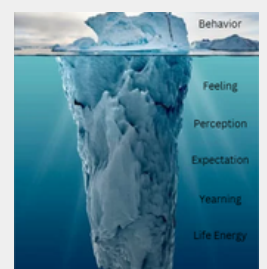 Behavior
Feeling
Perception
Expectation
Yearning
Life Energy